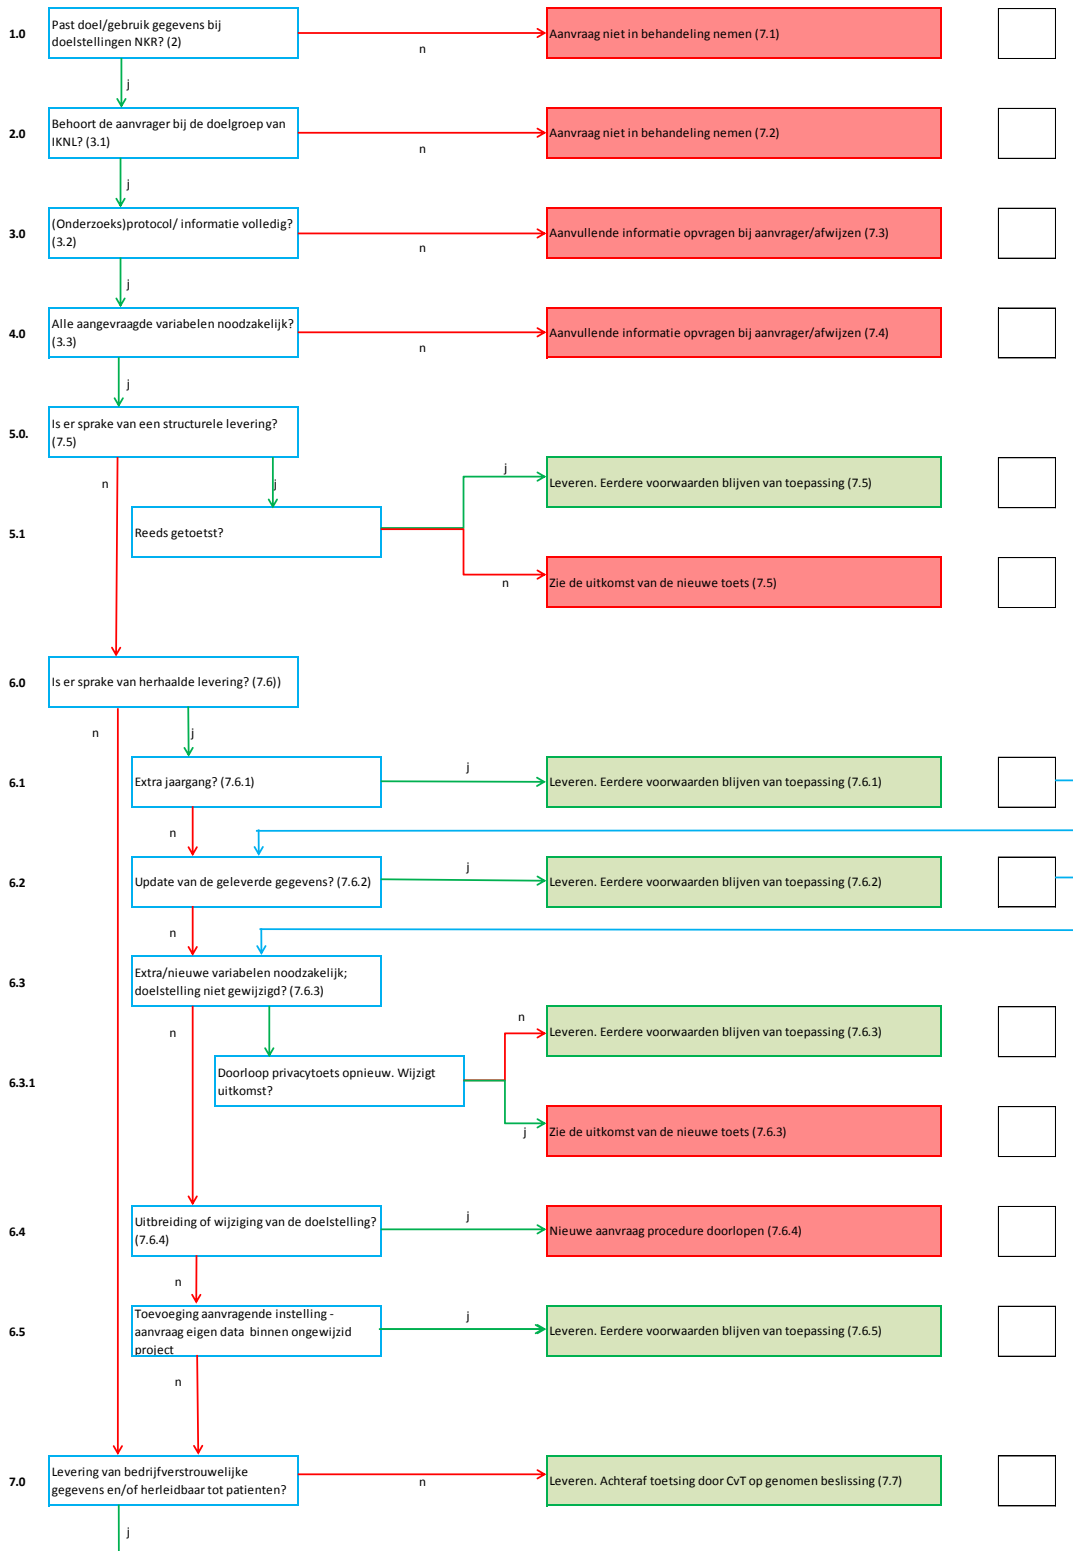 1.0
Past doel/gebruik gegevens bij
doelstellingen NKR? (2)
n
Aanvraag niet in behandeling nemen (7.1)
j
2.0
Behoort de aanvrager bij de doelgroep van
IKNL? (3.1)
n
Aanvraag niet in behandeling nemen (7.2)
j
3.0
(Onderzoeks)protocol/ informatie volledig?
(3.2)
n
Aanvullende informatie opvragen bij aanvrager/afwijzen (7.3)
j
4.0
Alle aangevraagde variabelen noodzakelijk?
(3.3)
n
Aanvullende informatie opvragen bij aanvrager/afwijzen (7.4)
j
5.0.
Is er sprake van een structurele levering?
(7.5)
n
j
j
Leveren. Eerdere voorwaarden blijven van toepassing (7.5)
5.1
Reeds getoetst?
n
Zie de uitkomst van de nieuwe toets (7.5)
6.0
Is er sprake van herhaalde levering? (7.6))
n
j
6.1
Extra jaargang? (7.6.1)
j
Leveren. Eerdere voorwaarden blijven van toepassing (7.6.1)
n
6.2
Update van de geleverde gegevens? (7.6.2)
j
Leveren. Eerdere voorwaarden blijven van toepassing (7.6.2)
n
6.3
Extra/nieuwe variabelen noodzakelijk;
doelstelling niet gewijzigd? (7.6.3)
n
n
Leveren. Eerdere voorwaarden blijven van toepassing (7.6.3)
6.3.1
Doorloop privacytoets opnieuw. Wijzigt
uitkomst?
j
Zie de uitkomst van de nieuwe toets (7.6.3)
6.4
Uitbreiding of wijziging van de doelstelling?
(7.6.4)
j
Nieuwe aanvraag procedure doorlopen (7.6.4)
n
6.5
Toevoeging aanvragende instelling -
aanvraag eigen data binnen ongewijzid
project
j
Leveren. Eerdere voorwaarden blijven van toepassing (7.6.5)
n
7.0
Levering van bedrijfverstrouwelijke
gegevens en/of herleidbaar tot patienten?
n
Leveren. Achteraf toetsing door CvT op genomen beslissing (7.7)
j